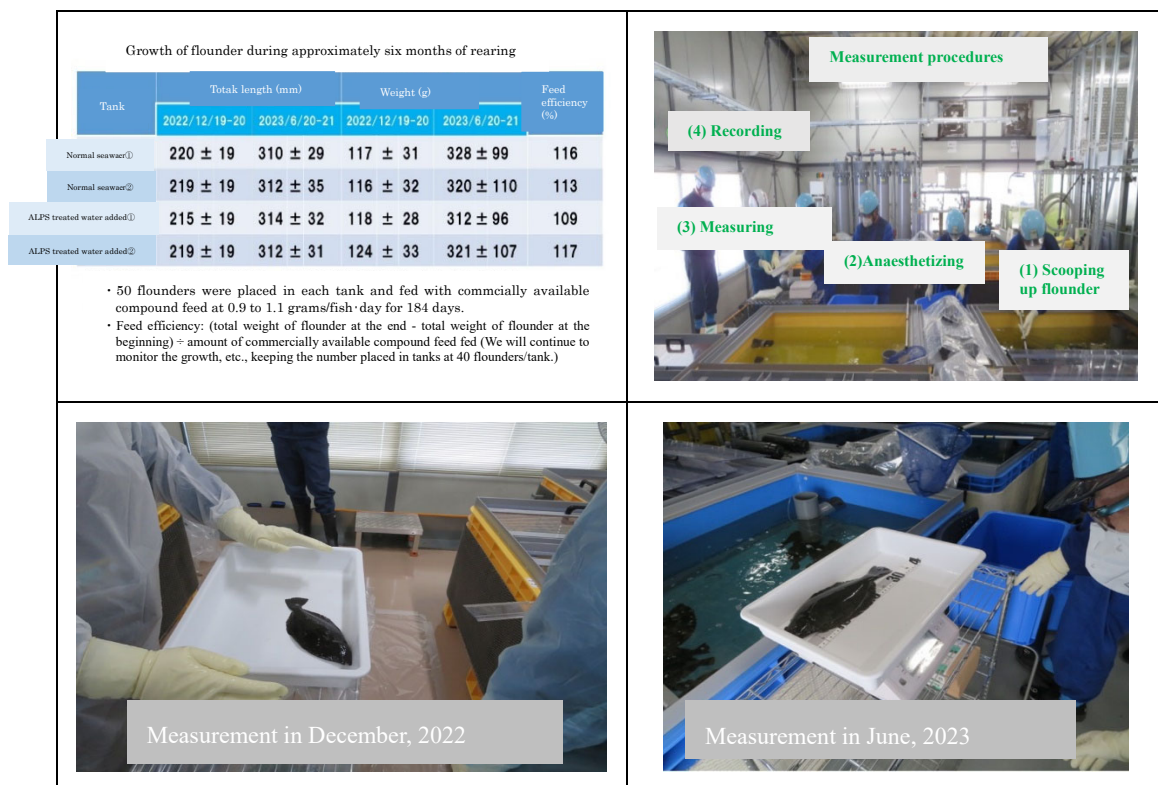 Growth of flounder during approximately six months of rearing
Tank
Totak length (mm)
Weight (g)
Feed
efficiency
(%)
2022/12/19-20 2023/6/20-21 2022/12/19-20 2023/6/20-21
Normal seawaer① 220 ± 19 310 ± 29 117 ± 31 328 ± 99 116
Normal seawaer② 219 ± 19 312 ± 35 116 ± 32 320 ± 110 113
ALPS treated water added① 215 ± 19 314 ± 32 118 ± 28 312 ± 96 109
ALPS treated water added② 219 ± 19 312 ± 31 124 ± 33 321 ± 107 117
・50 flounders were placed in each tank and fed with commcially available
compound feed at 0.9 to 1.1 grams/fish･day for 184 days.
・Feed efficiency: (total weight of flounder at the end - total weight of flounder at the
beginning) ÷ amount of commercially available compound feed fed (We will continue to
monitor the growth, etc., keeping the number placed in tanks at 40 flounders/tank.)
Measurement procedures
(4) Recording
(3) Measuring
(2)Anaesthetizing
(1) Scooping
up flounder
Measurement in December, 2022
30
4
Measurement in June, 2023